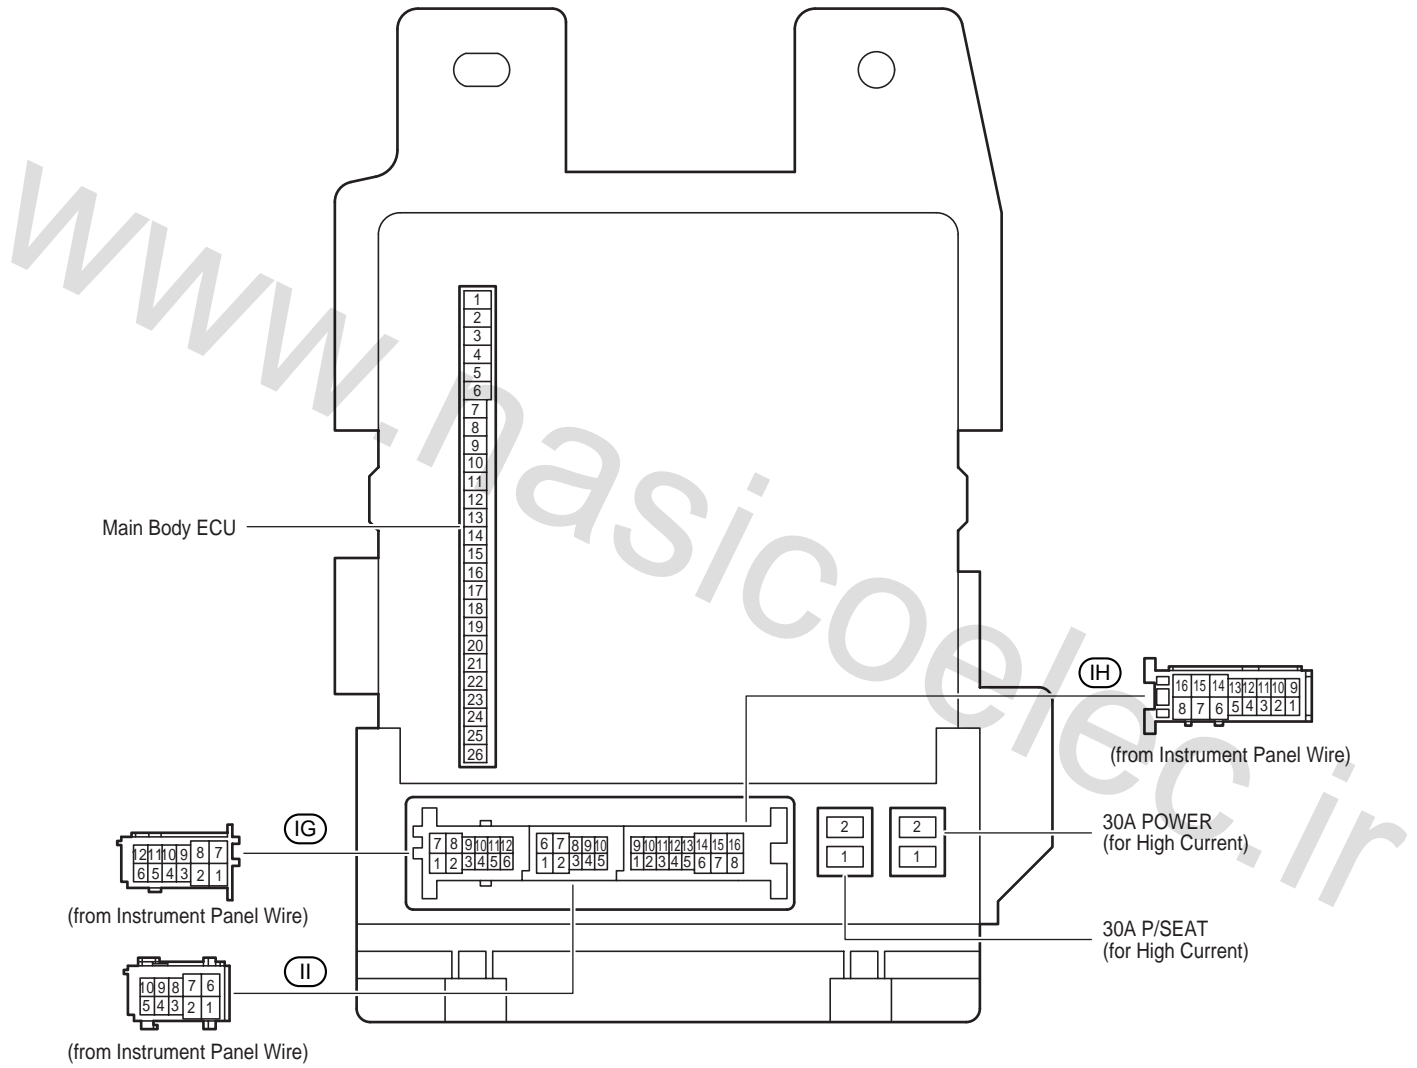 www.nasicoelec.ir
1
2
3
4
5
6
7
8
9
10
11
12
13
14
15
16
17
18
19
20
21
22
23
24
25
26
Main Body ECU
IH
16 15 14 13 12 11 10 9
8 7 6 5 4 3 2 1
(from Instrument Panel Wire)
IG
12 11 10 9 8 7
6 5 4 3 2 1
(from Instrument Panel Wire)
7 8 9 10 11 12
1 2 3 4 5 6
6 7 8 9 10
1 2 3 4 5
9 10 11 12 13 14 15 16
1 2 3 4 5 6 7 8
2
1
2
1
30A POWER
(for High Current)
30A P/SEAT
(for High Current)
II
10 9 8 7 6
5 4 3 2 1
(from Instrument Panel Wire)